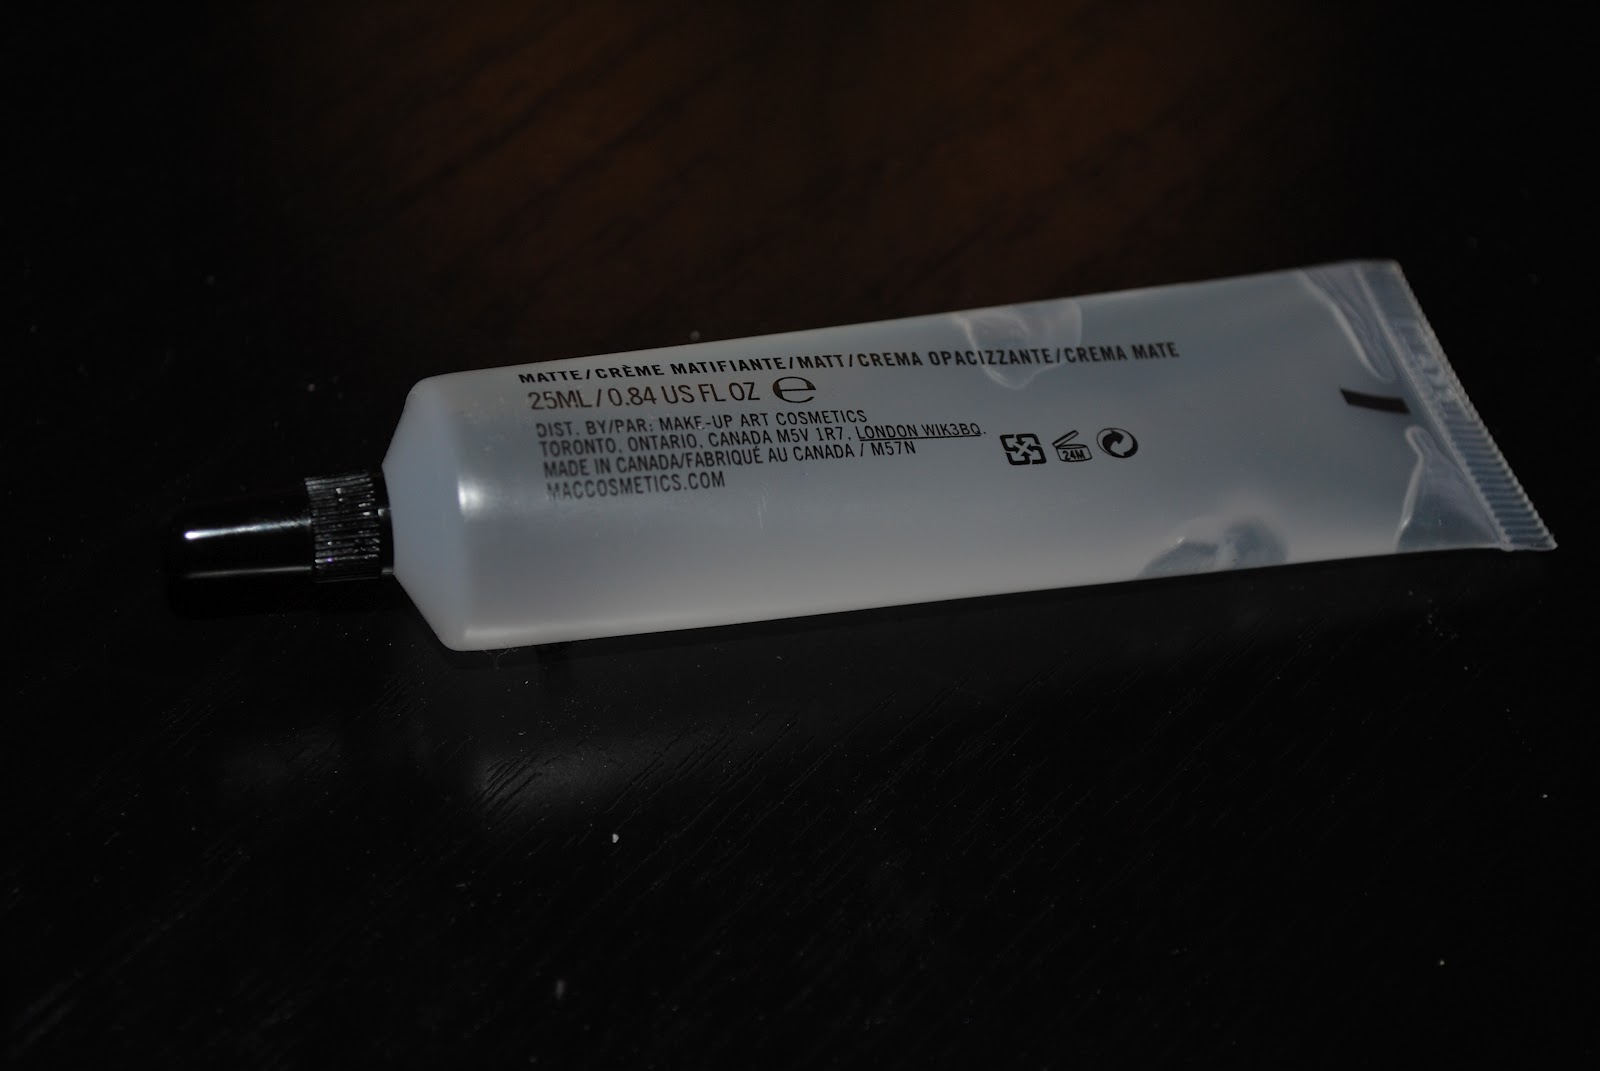 MATTE/CRÈME MATIFIANTE/MATT/CREMA OPACIZZANTE/CREMA MATE
25ML/0.84 US FL OZ ℮
DIST. BY/PAR: MAKE-UP ART COSMETICS
TORONTO, ONTARIO, CANADA M5V 1R7, LONDON WIK3BQ.
MADE IN CANADA/FABRIQUÉ AU CANADA / M57N
MACCOSMETICS.COM
24M